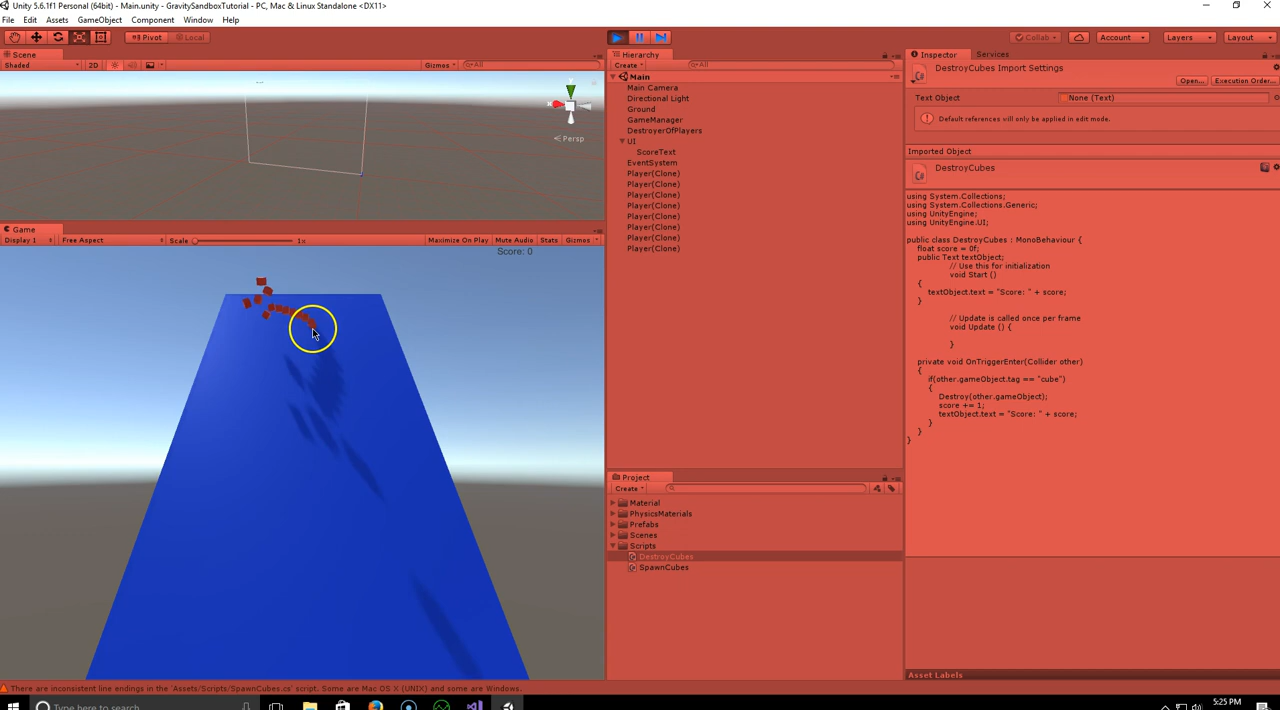 Unity 5.6.1f1 Personal (64bit) - Main.unity - GravitySandboxTutorial - PC, Mac & Linux Standalone <DX11>
File Edit Assets GameObject Component Window Help
Pivot Local Collab Account Layers Layout
Scene
Shaded 2D Gizmos All
Persp
Game
Display 1 Free Aspect Scale 1x Maximize On Play Mute Audio Stats Gizmos
Score: 0
Hierarchy
Create All
Main
Main Camera
Directional Light
Ground
GameManager
DestroyerOfPlayers
UI
ScoreText
EventSystem
Player(Clone)
Player(Clone)
Player(Clone)
Player(Clone)
Player(Clone)
Player(Clone)
Player(Clone)
Player(Clone)
Project
Create
Material
PhysicsMaterials
Prefabs
Scenes
Scripts
DestroyCubes
SpawnCubes
Inspector Services
DestroyCubes Import Settings
Open... Execution Order...
Text Object None (Text)
Default references will only be applied in edit mode.
Imported Object
DestroyCubes
using System.Collections;
using System.Collections.Generic;
using UnityEngine;
using UnityEngine.UI;
public class DestroyCubes : MonoBehaviour {
float score = 0f;
public Text textObject;
// Use this for initialization
void Start ()
{
textObject.text = "Score: " + score;
}
// Update is called once per frame
void Update () {
}
private void OnTriggerEnter(Collider other)
{
if(other.gameObject.tag == "cube")
{
Destroy(other.gameObject);
score += 1;
textObject.text = "Score: " + score;
}
}
}
Asset Labels
There are inconsistent line endings in the 'Assets/Scripts/SpawnCubes.cs' script. Some are Mac OS X (UNIX) and some are Windows.
Type here to search
5:25 PM